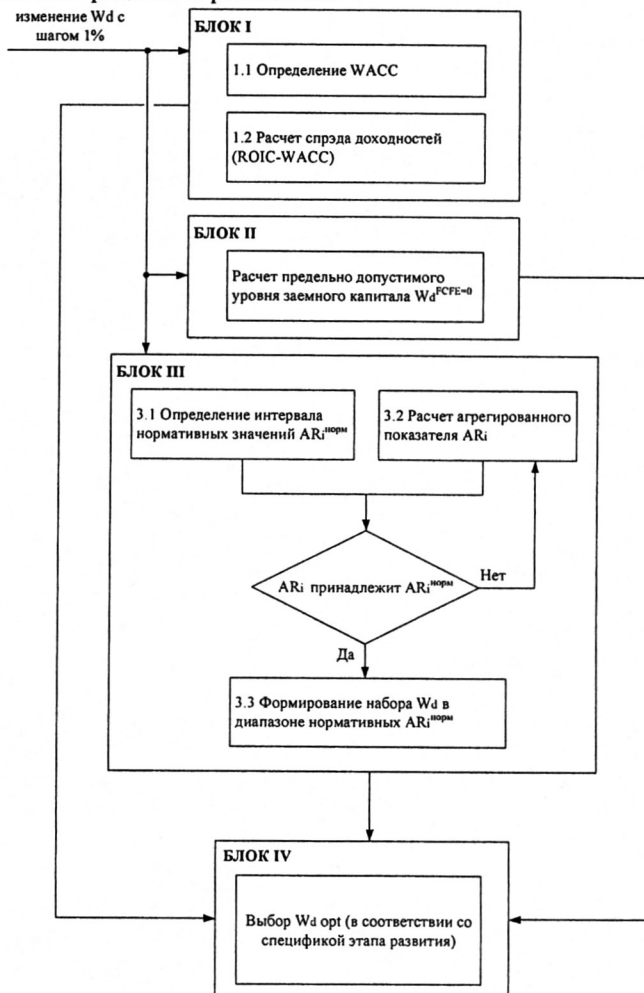 изменение Wd с
шагом 1%
БЛОК I
1.1 Определение WACC
1.2 Расчет спрэда доходностей
(ROIC-WACC)
БЛОК II
Расчет предельно допустимого
уровня заемного капитала Wd^FCFE=0
БЛОК III
3.1 Определение интервала
нормативных значений ARi^норм
3.2 Расчет агрегированного
показателя ARi
ARi принадлежит ARi^норм
Нет
Да
3.3 Формирование набора Wd в
диапазоне нормативных ARi^норм
БЛОК IV
Выбор Wd opt (в соответствии со
спецификой этапа развития)